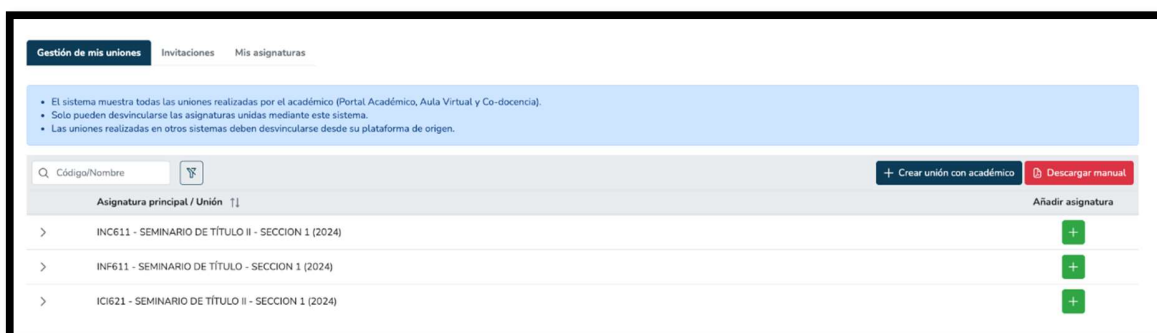 Gestión de mis uniones Invitaciones Mis asignaturas
• El sistema muestra todas las uniones realizadas por el académico (Portal Académico, Aula Virtual y Co-docencia).
• Solo pueden desvincularse las asignaturas unidas mediante este sistema.
• Las uniones realizadas en otros sistemas deben desvincularse desde su plataforma de origen.
Código/Nombre + Crear unión con académico Descargar manual
Asignatura principal / Unión ↑↓ Añadir asignatura
> INC611 - SEMINARIO DE TÍTULO II - SECCION 1 (2024) +
> INF611 - SEMINARIO DE TÍTULO - SECCION 1 (2024) +
> ICI621 - SEMINARIO DE TÍTULO II - SECCION 1 (2024) +